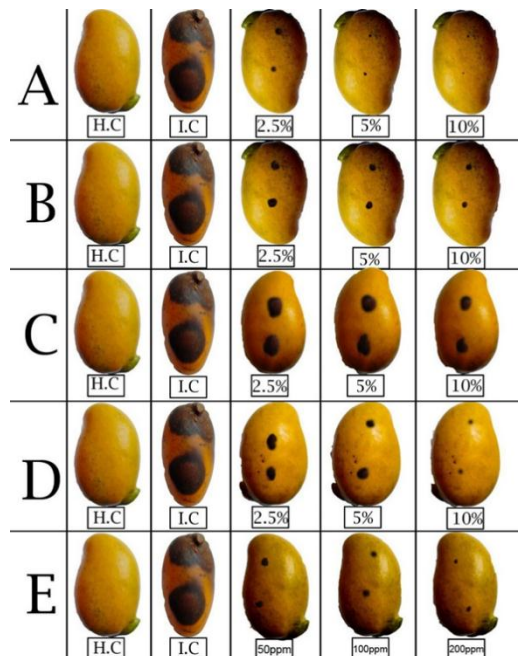 A
H.C I.C 2.5% 5% 10%
B
H.C I.C 2.5% 5% 10%
C
H.C I.C 2.5% 5% 10%
D
H.C I.C 2.5% 5% 10%
E
H.C I.C 50ppm 100ppm 200ppm